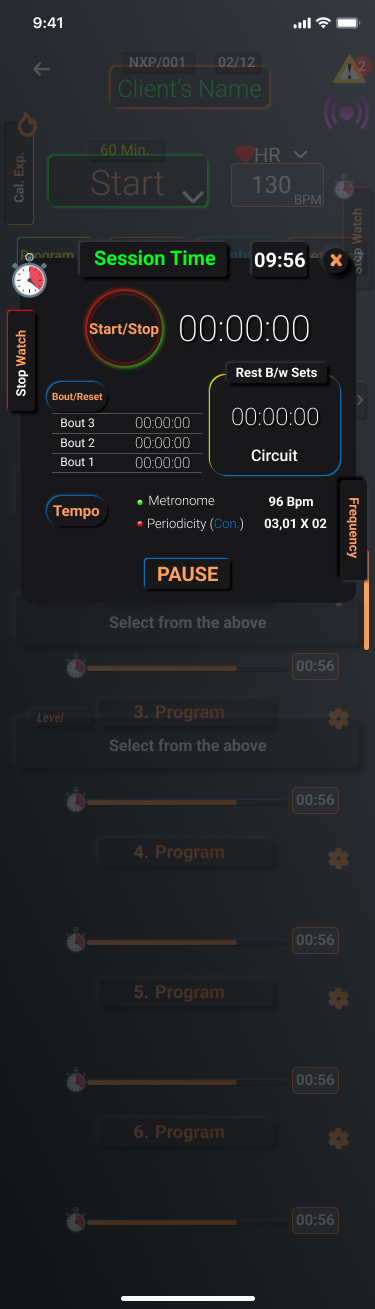 9:41
NXP/001 02/12
2
Client's Name
60 Min.
HR
Cal. Exp.
Start
130
BPM
Stop Watch
Program
Session Time 09:56
Start/Stop 00:00:00
Stop Watch
Rest B/w Sets
Bout/Reset
00:00:00
Bout 3 00:00:00
Bout 2 00:00:00
Circuit
Bout 1 00:00:00
Metronome 96 Bpm
Tempo
Periodicity (Con.) 03,01 X 02
Frequency
PAUSE
Select from the above
00:56
3. Program
Level
Select from the above
00:56
4. Program
00:56
5. Program
00:56
6. Program
00:56